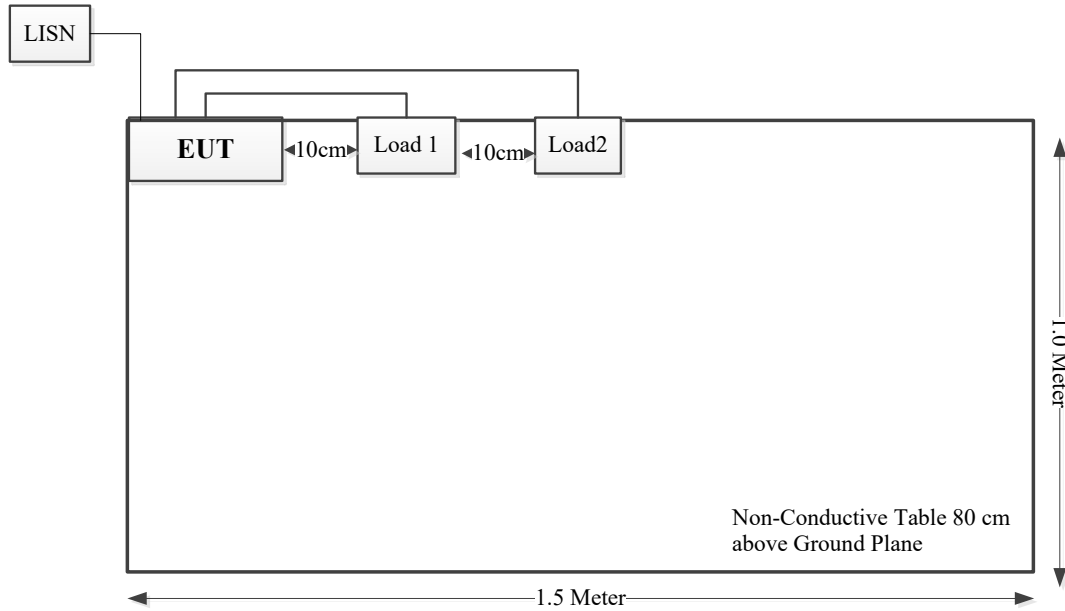 LISN
EUT
10cm
Load 1
10cm
Load2
1.0 Meter
Non-Conductive Table 80 cm
above Ground Plane
1.5 Meter